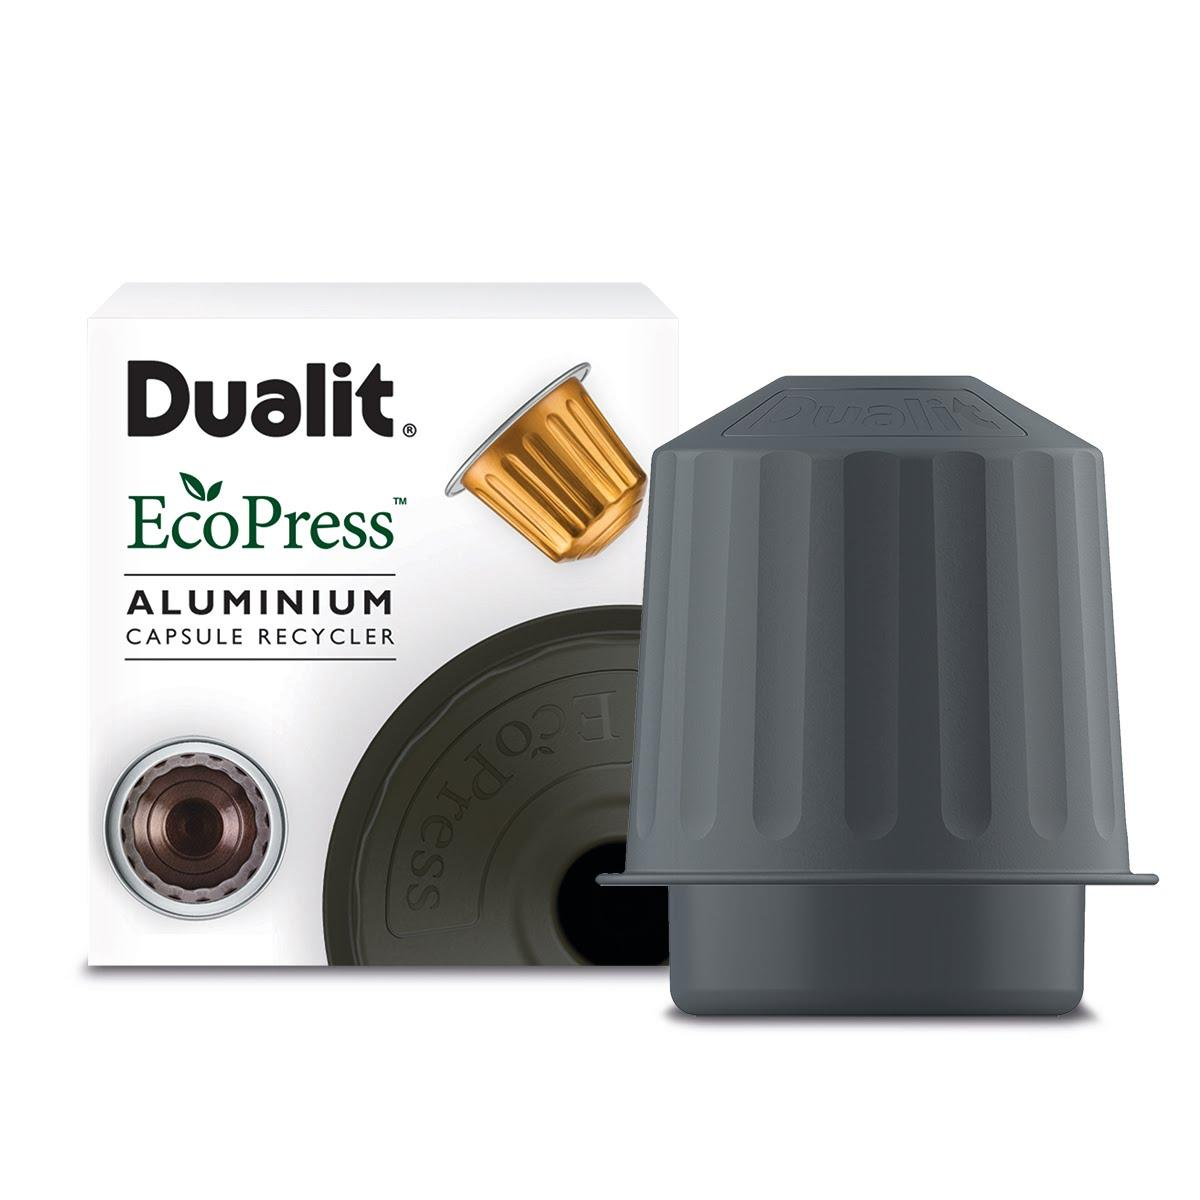 Dualit®
EcoPress™
ALUMINIUM
CAPSULE RECYCLER
EcoPress
Dualit